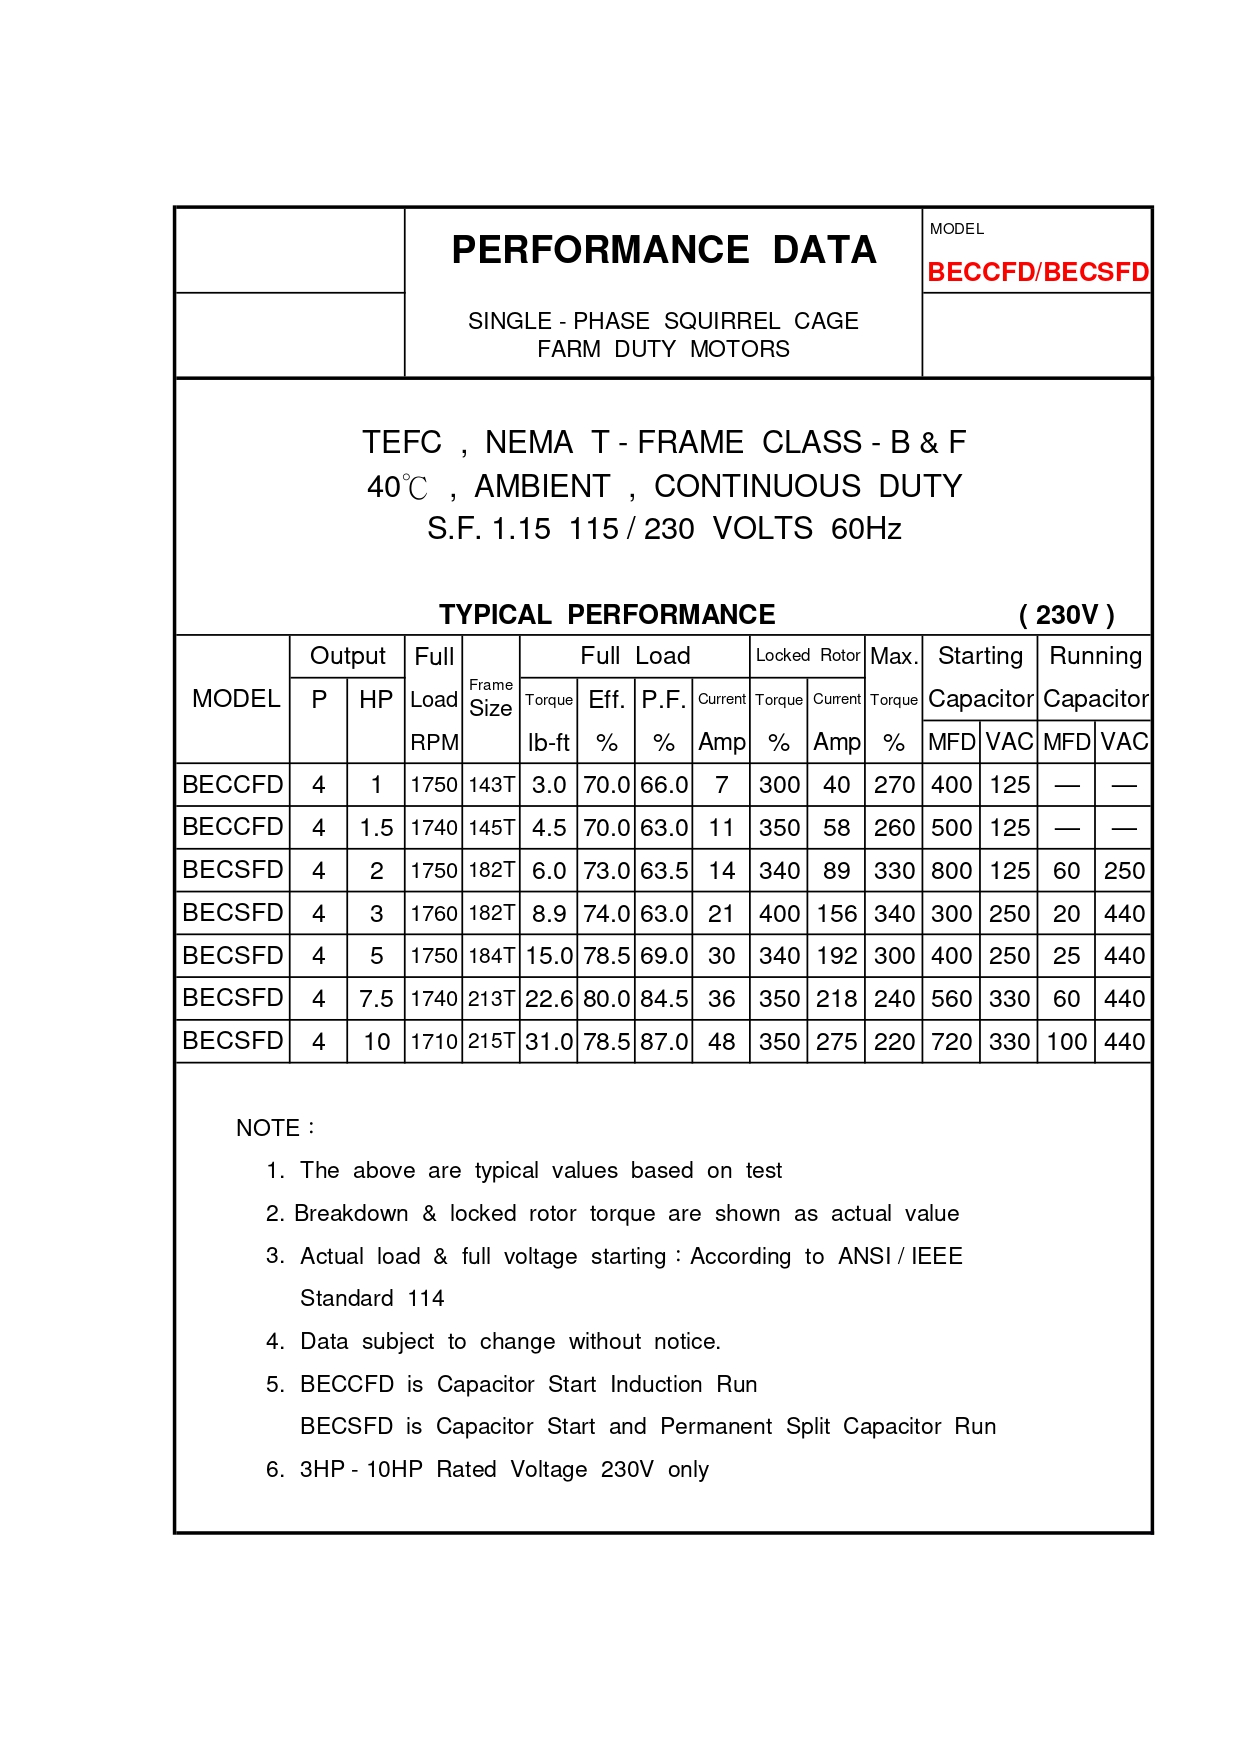 PERFORMANCE DATA
MODEL
BECCFD/BECSFD
SINGLE - PHASE SQUIRREL CAGE
FARM DUTY MOTORS
TEFC , NEMA T - FRAME CLASS - B & F
40℃ , AMBIENT , CONTINUOUS DUTY
S.F. 1.15 115 / 230 VOLTS 60Hz
TYPICAL PERFORMANCE ( 230V )
Output Full Full Load Locked Rotor Max. Starting Running
MODEL P HP Load Frame Size Torque Eff. P.F. Current Torque Current Torque Capacitor Capacitor
RPM lb-ft % % Amp % Amp % MFD VAC MFD VAC
BECCFD 4 1 1750 143T 3.0 70.0 66.0 7 300 40 270 400 125 — —
BECCFD 4 1.5 1740 145T 4.5 70.0 63.0 11 350 58 260 500 125 — —
BECSFD 4 2 1750 182T 6.0 73.0 63.5 14 340 89 330 800 125 60 250
BECSFD 4 3 1760 182T 8.9 74.0 63.0 21 400 156 340 300 250 20 440
BECSFD 4 5 1750 184T 15.0 78.5 69.0 30 340 192 300 400 250 25 440
BECSFD 4 7.5 1740 213T 22.6 80.0 84.5 36 350 218 240 560 330 60 440
BECSFD 4 10 1710 215T 31.0 78.5 87.0 48 350 275 220 720 330 100 440
NOTE：
1. The above are typical values based on test
2. Breakdown & locked rotor torque are shown as actual value
3. Actual load & full voltage starting：According to ANSI / IEEE
Standard 114
4. Data subject to change without notice.
5. BECCFD is Capacitor Start Induction Run
BECSFD is Capacitor Start and Permanent Split Capacitor Run
6. 3HP - 10HP Rated Voltage 230V only